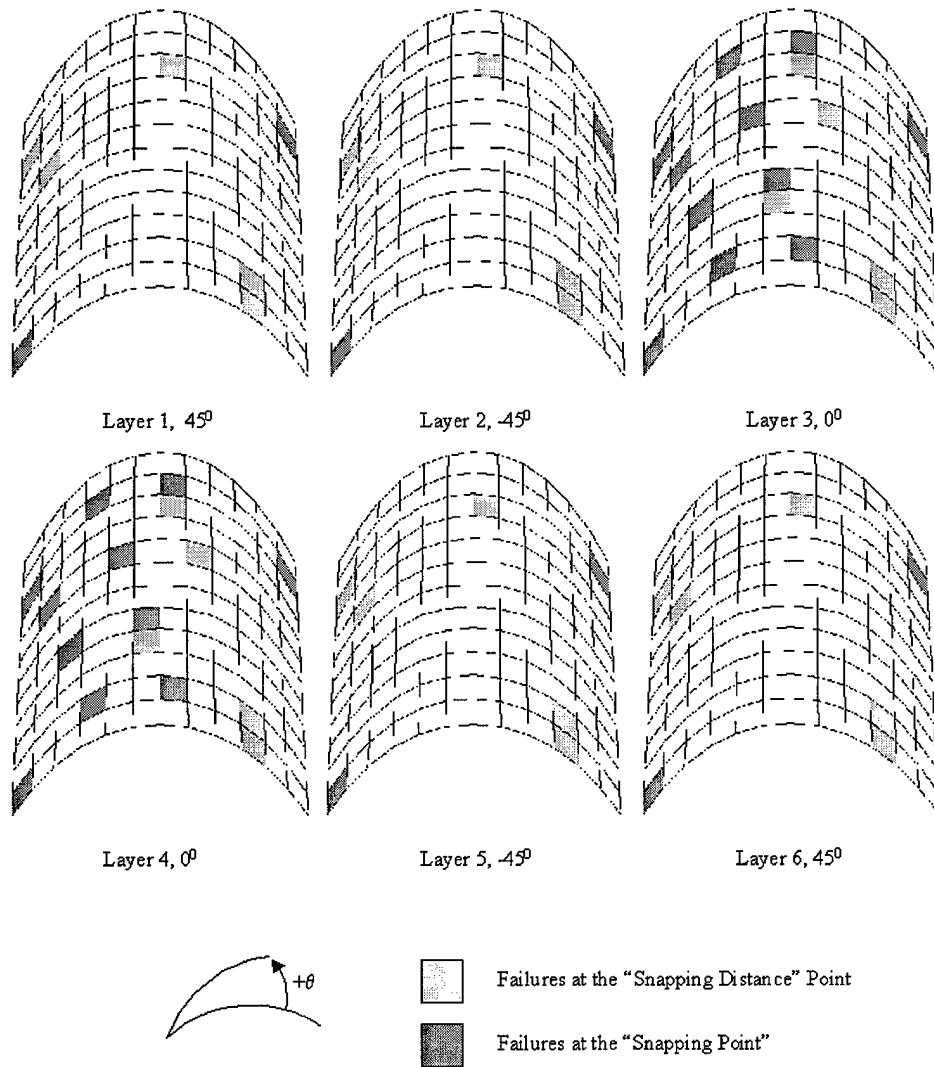 Layer 1, 45⁰
Layer 2, -45⁰
Layer 3, 0⁰
Layer 4, 0⁰
Layer 5, -45⁰
Layer 6, 45⁰
+θ
Failures at the “Snapping Distance” Point
Failures at the “Snapping Point”